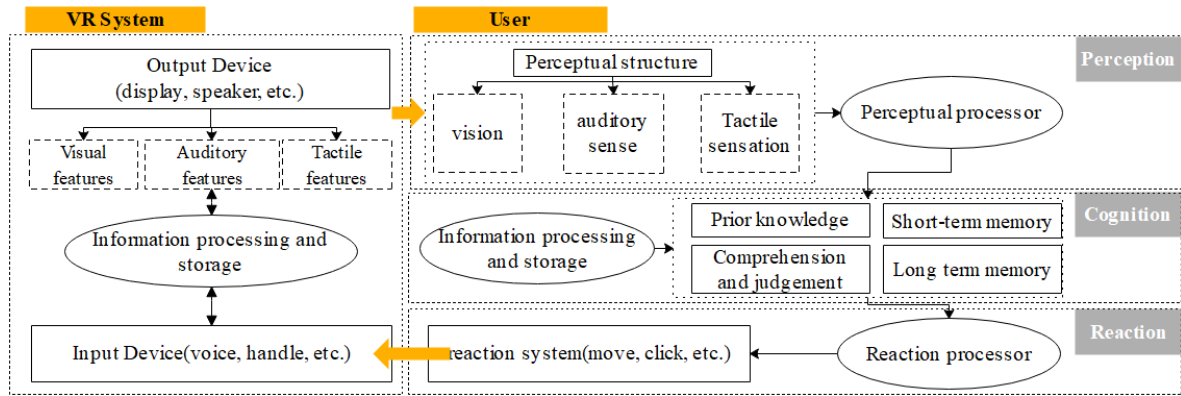 VR System
User
Output Device
(display, speaker, etc.)
Visual
features
Auditory
features
Tactile
features
Information processing and
storage
Input Device(voice, handle, etc.)
Perceptual structure
vision
auditory
sense
Tactile
sensation
Perceptual processor
Perception
Information processing
and storage
Prior knowledge
Short-term memory
Comprehension
and judgement
Long term memory
Cognition
reaction system(move, click, etc.)
Reaction processor
Reaction